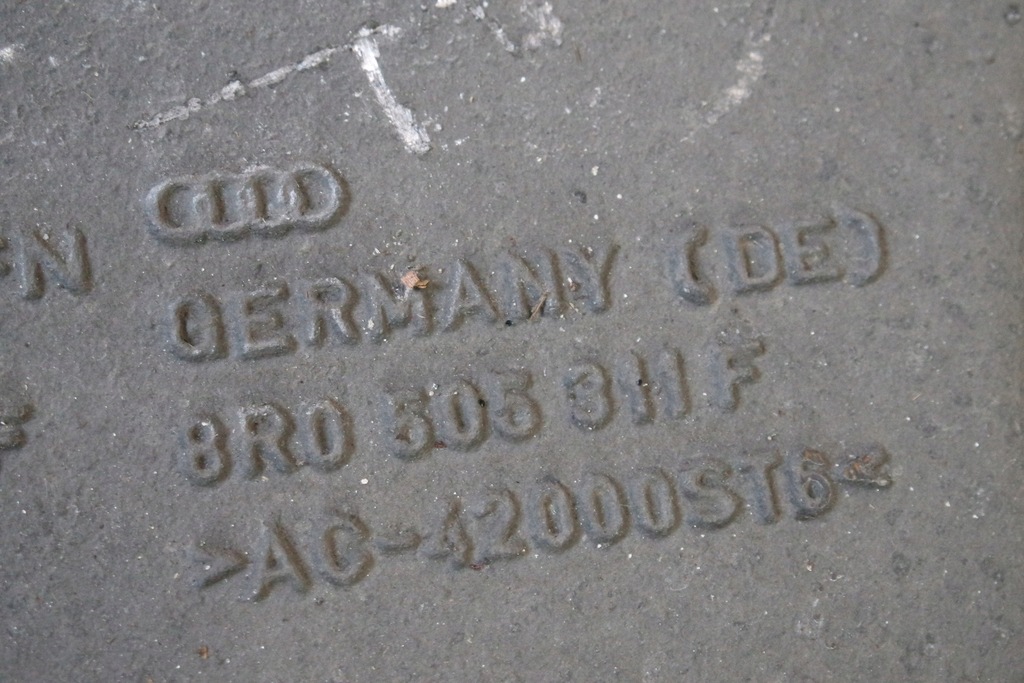 GERMANY (DE)
8R0 505 311 F
>AC-42000ST6<